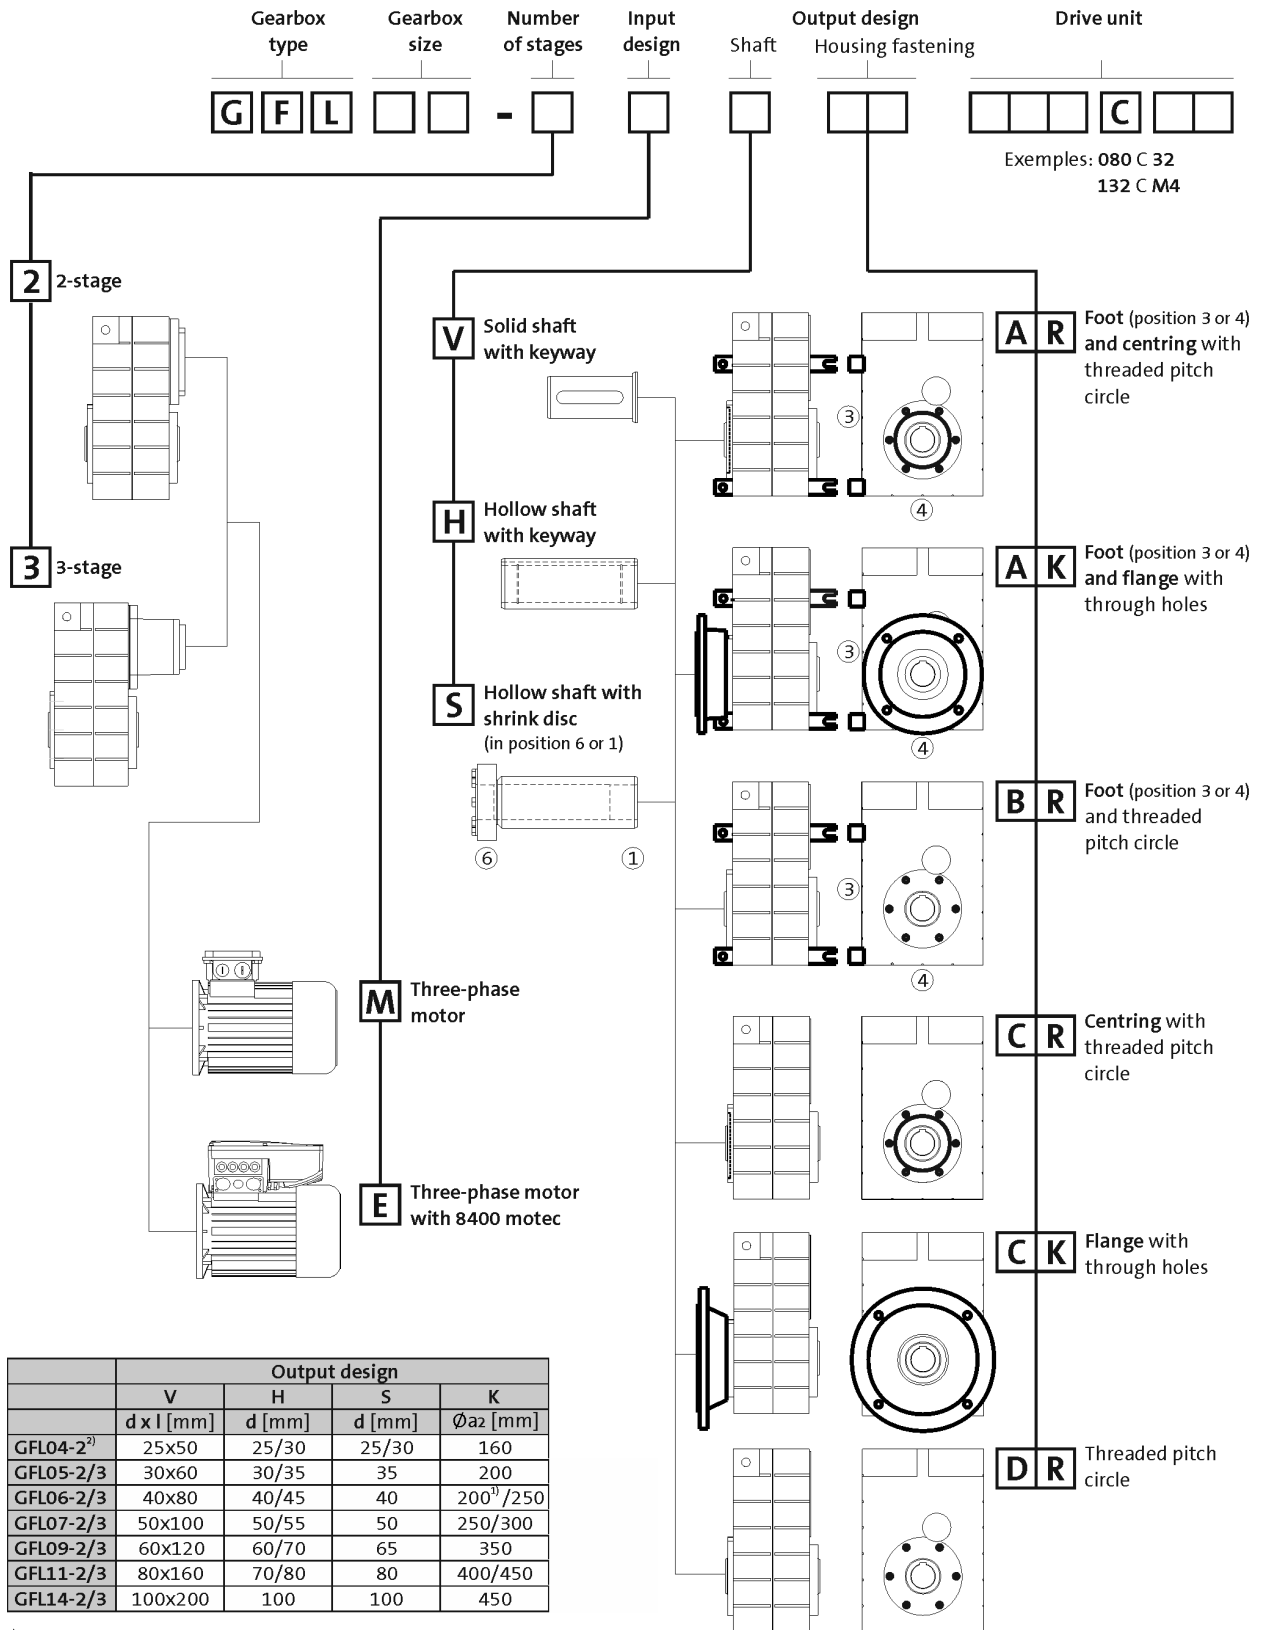 Gearbox type
Gearbox size
Number of stages
Input design
Output design
Shaft
Housing fastening
Drive unit
G F L - C
Exemples: 080 C 32
132 C M4
2 2-stage
3 3-stage
V Solid shaft
with keyway
H Hollow shaft
with keyway
S Hollow shaft with
shrink disc
(in position 6 or 1)
6 1
M Three-phase
motor
E Three-phase motor
with 8400 motec
A R Foot (position 3 or 4)
and centring with
threaded pitch
circle
3
4
A K Foot (position 3 or 4)
and flange with
through holes
3
4
B R Foot (position 3 or 4)
and threaded
pitch circle
3
4
C R Centring with
threaded pitch
circle
C K Flange with
through holes
D R Threaded pitch
circle
Output design
V H S K
d x l [mm] d [mm] d [mm] Øa2 [mm]
GFL04-2²⁾ 25x50 25/30 25/30 160
GFL05-2/3 30x60 30/35 35 200
GFL06-2/3 40x80 40/45 40 200¹⁾/250
GFL07-2/3 50x100 50/55 50 250/300
GFL09-2/3 60x120 60/70 65 350
GFL11-2/3 80x160 70/80 80 400/450
GFL14-2/3 100x200 100 100 450